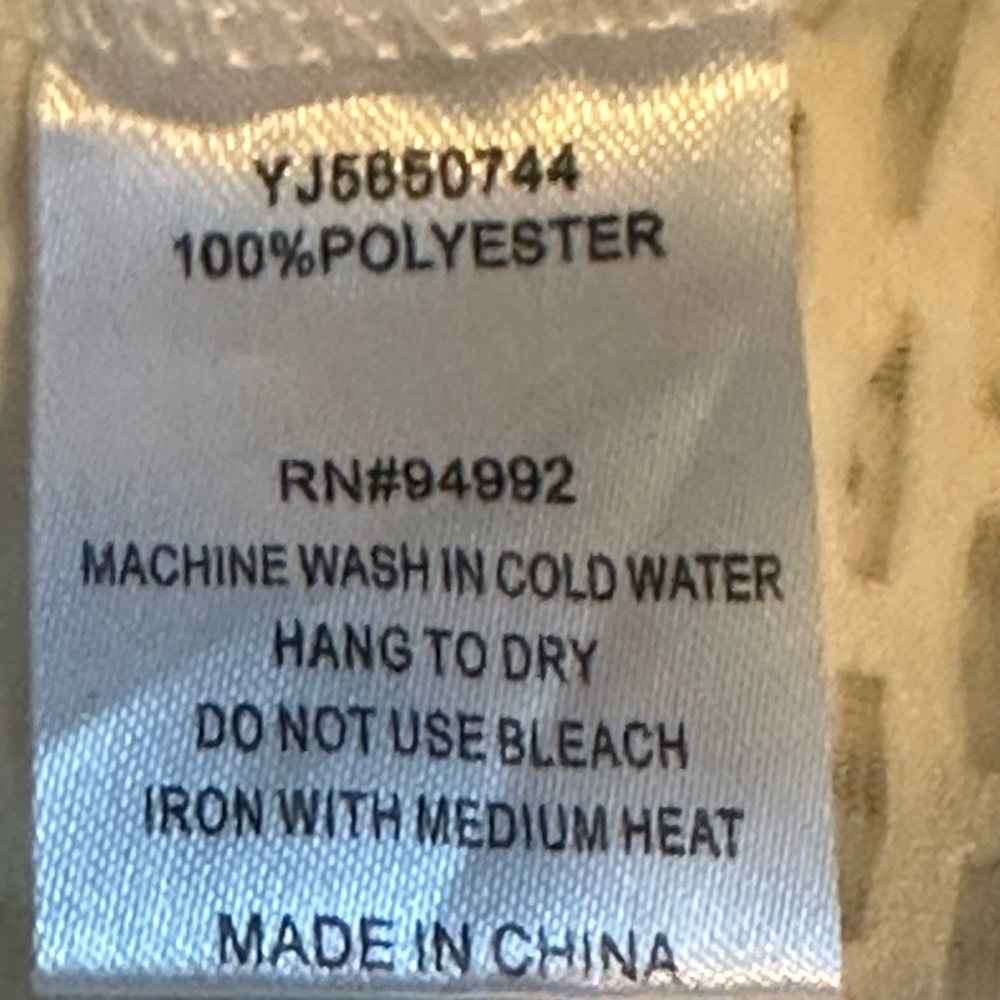 YJ5850744
100%POLYESTER
RN#94992
MACHINE WASH IN COLD WATER
HANG TO DRY
DO NOT USE BLEACH
IRON WITH MEDIUM HEAT
MADE IN CHINA